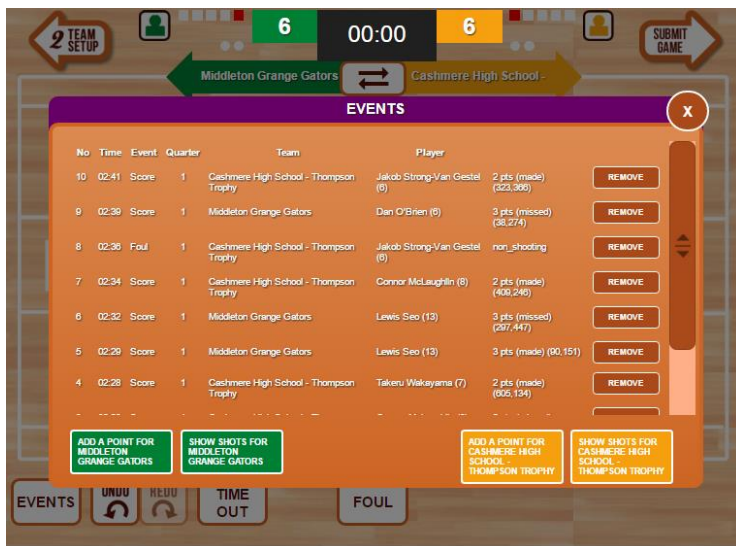 2 TEAM SETUP
6
00:00
6
SUBMIT GAME
Middleton Grange Gators
Cashmere High School -
EVENTS
X
No Time Event Quarter Team Player
10 02:41 Score 1 Cashmere High School - Thompson Trophy Jakob Strong-Van Gestel (6) 2 pts (made) (323,366) REMOVE
9 02:39 Score 1 Middleton Grange Gators Dan O'Brien (6) 3 pts (missed) (38,274) REMOVE
8 02:36 Foul 1 Cashmere High School - Thompson Trophy Jakob Strong-Van Gestel (6) non_shooting REMOVE
7 02:34 Score 1 Cashmere High School - Thompson Trophy Connor McLaughlin (8) 2 pts (made) (409,246) REMOVE
6 02:32 Score 1 Middleton Grange Gators Lewis Seo (13) 3 pts (missed) (297,447) REMOVE
5 02:29 Score 1 Middleton Grange Gators Lewis Seo (13) 3 pts (made) (90,151) REMOVE
4 02:28 Score 1 Cashmere High School - Thompson Trophy Takeru Wakayama (7) 2 pts (made) (605,134) REMOVE
ADD A POINT FOR MIDDLETON GRANGE GATORS
SHOW SHOTS FOR MIDDLETON GRANGE GATORS
ADD A POINT FOR CASHMERE HIGH SCHOOL - THOMPSON TROPHY
SHOW SHOTS FOR CASHMERE HIGH SCHOOL - THOMPSON TROPHY
EVENTS
UNDO
REDO
TIME OUT
FOUL